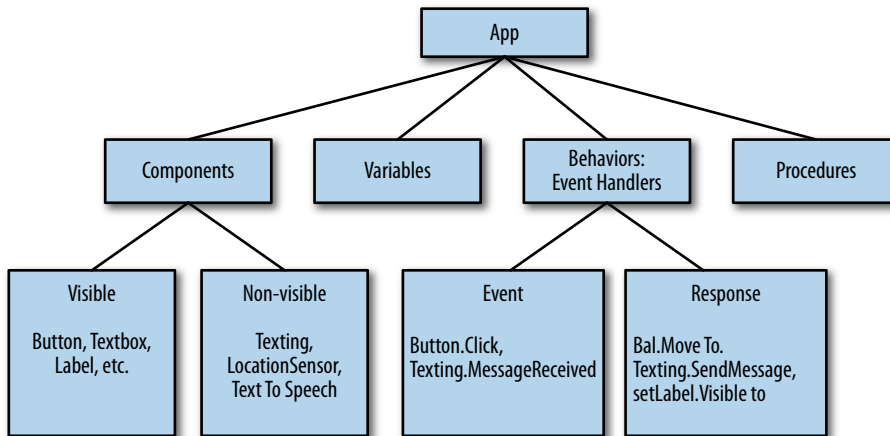 App
Components
Variables
Behaviors:
Event Handlers
Procedures
Visible
Button, Textbox,
Label, etc.
Non-visible
Texting,
LocationSensor,
Text To Speech
Event
Button.Click,
Texting.MessageReceived
Response
Bal.Move To.
Texting.SendMessage,
setLabel.Visible to